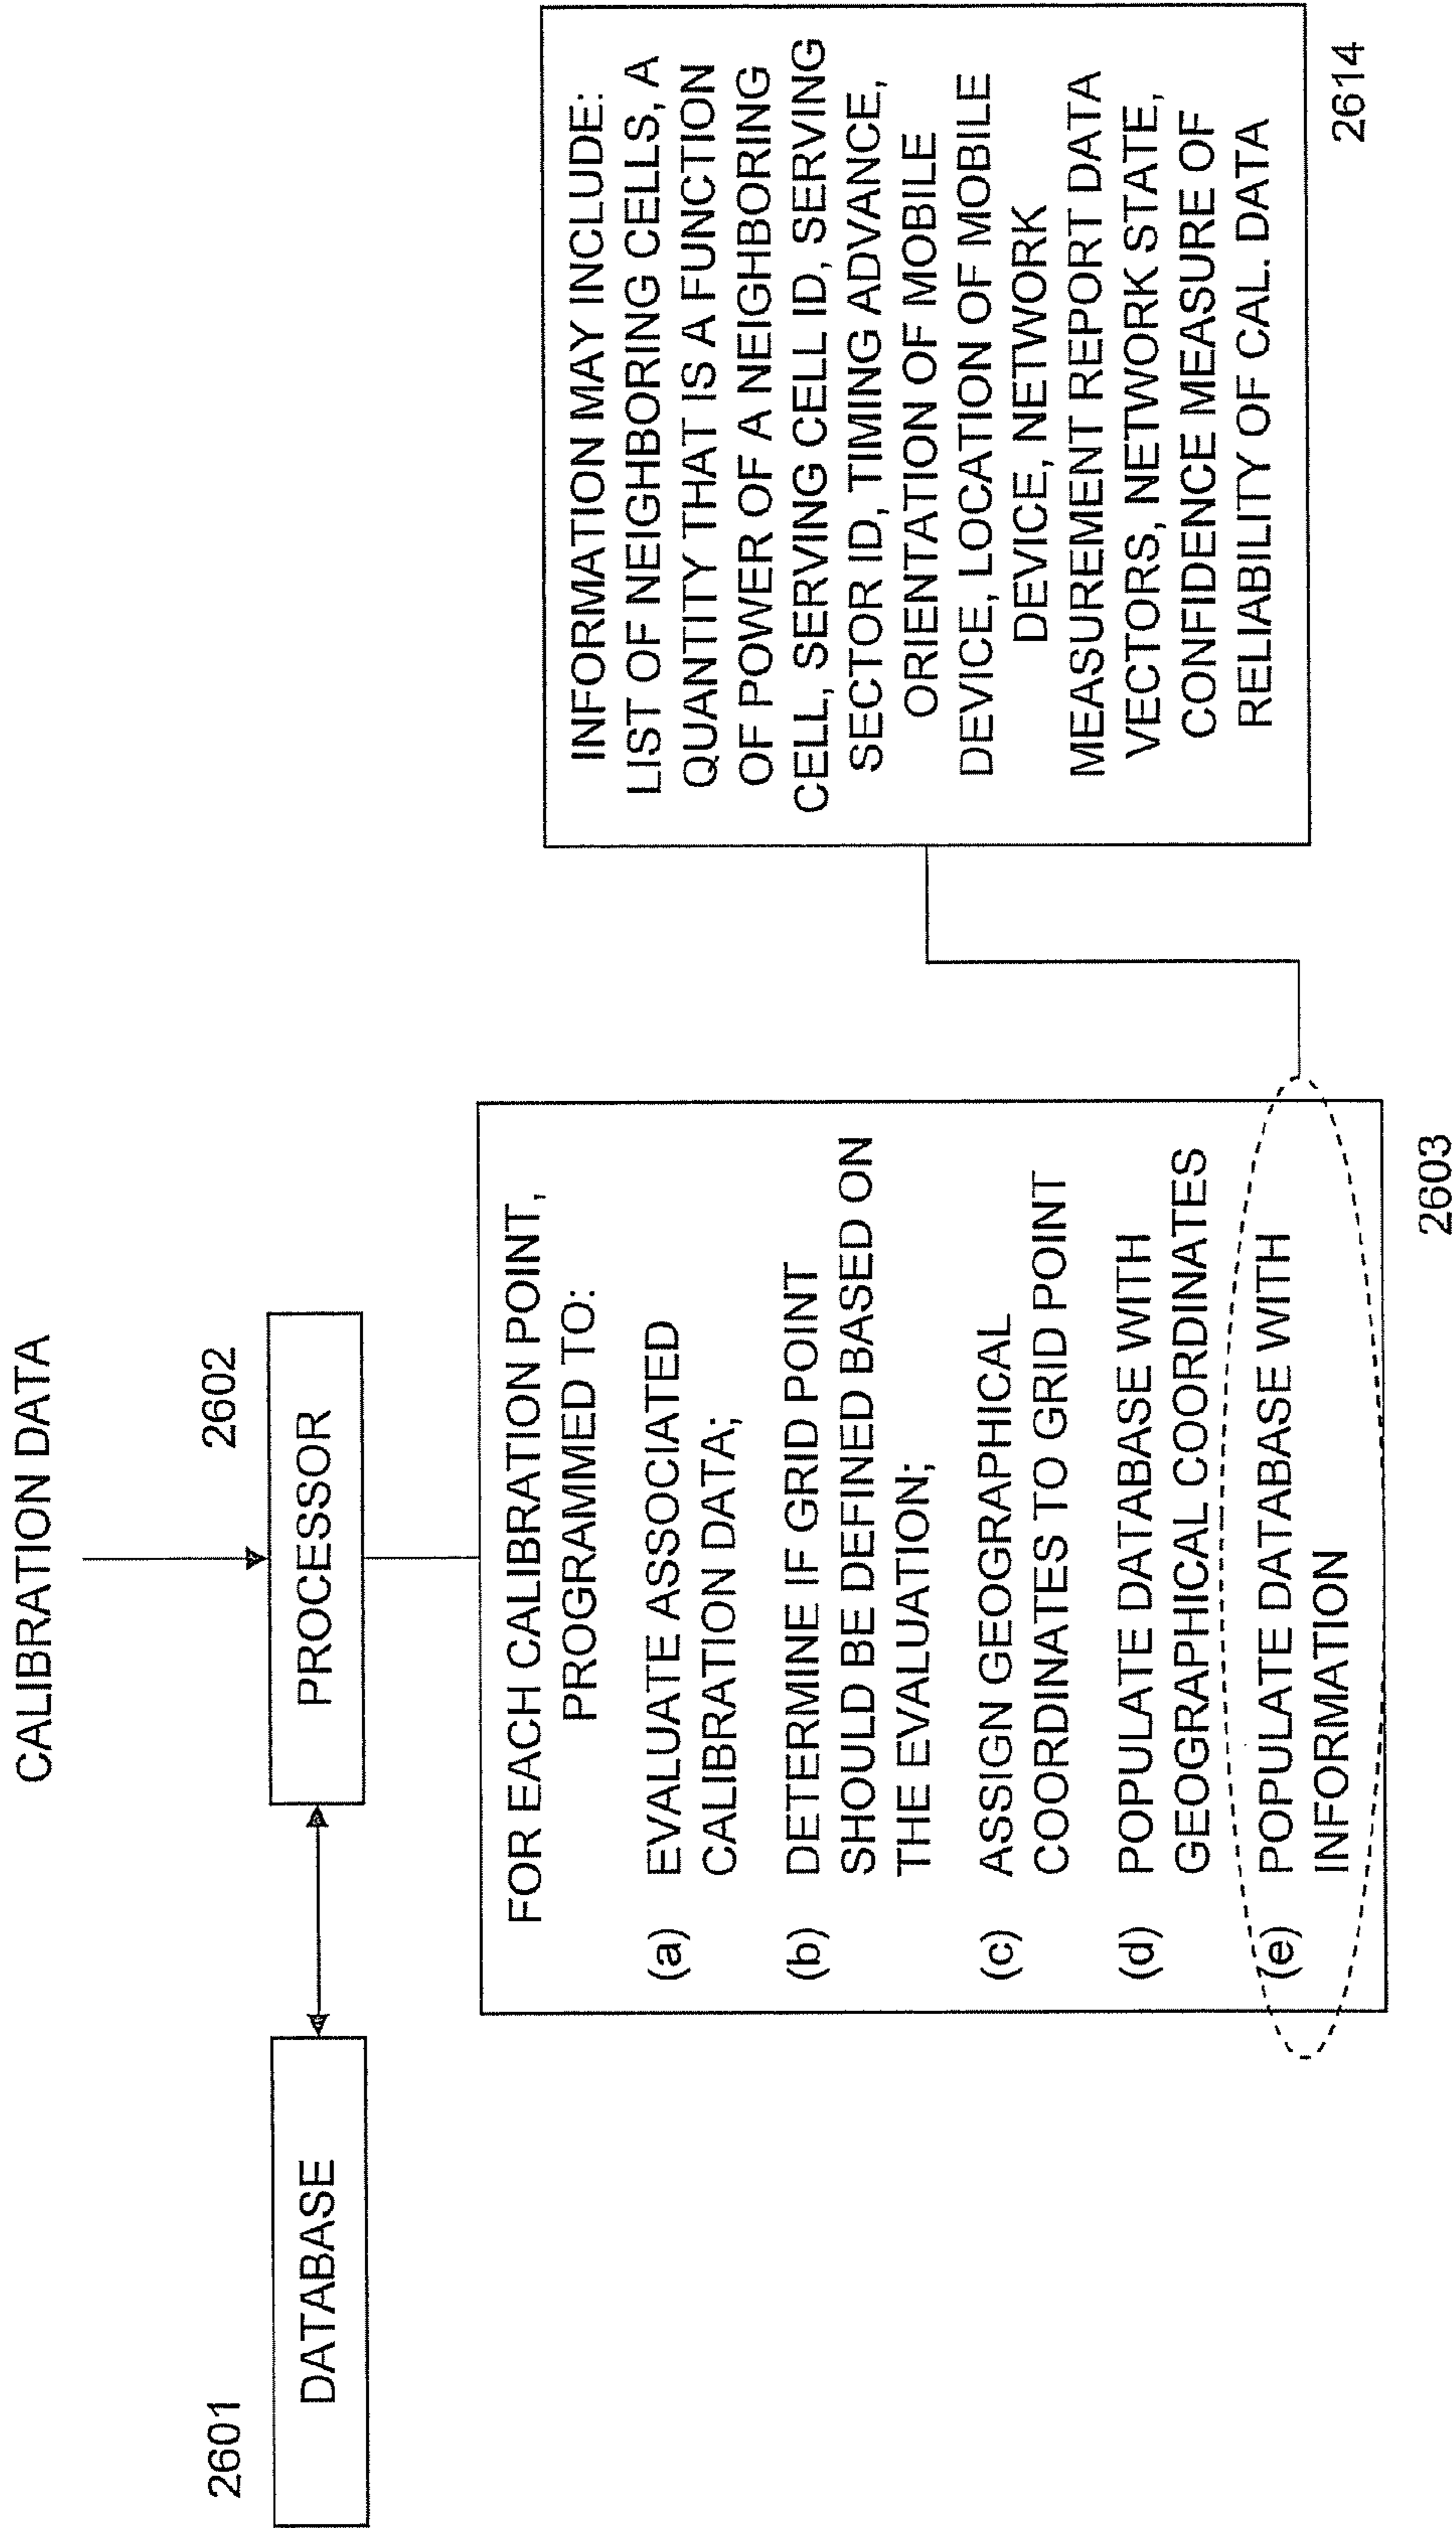 CALIBRATION DATA
2601
2602
DATABASE
PROCESSOR
FOR EACH CALIBRATION POINT,
PROGRAMMED TO:
(a) EVALUATE ASSOCIATED
CALIBRATION DATA;
(b) DETERMINE IF GRID POINT
SHOULD BE DEFINED BASED ON
THE EVALUATION;
(c) ASSIGN GEOGRAPHICAL
COORDINATES TO GRID POINT
(d) POPULATE DATABASE WITH
GEOGRAPHICAL COORDINATES
(e) POPULATE DATABASE WITH
INFORMATION
2603
INFORMATION MAY INCLUDE:
LIST OF NEIGHBORING CELLS, A
QUANTITY THAT IS A FUNCTION
OF POWER OF A NEIGHBORING
CELL, SERVING CELL ID, SERVING
SECTOR ID, TIMING ADVANCE,
ORIENTATION OF MOBILE
DEVICE, LOCATION OF MOBILE
DEVICE, NETWORK
MEASUREMENT REPORT DATA
VECTORS, NETWORK STATE,
CONFIDENCE MEASURE OF
RELIABILITY OF CAL. DATA
2614